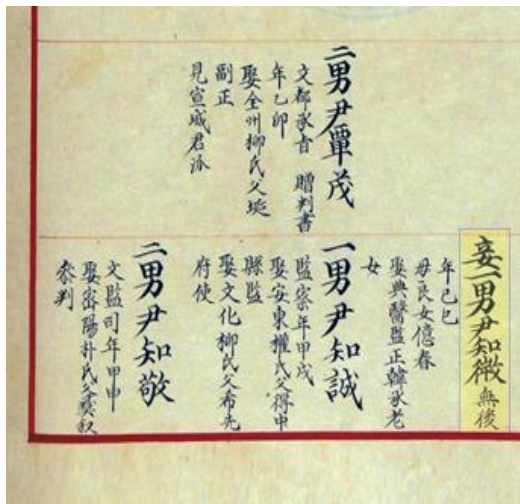 二男尹覃茂
文都承旨 贈判書
年乙卯
娶全州柳氏父埏
副正
見宣城君派
妾一男尹知微 無後
年己巳
母良女億春
娶典醫監正韓承老
女
一男尹知誠
監察年甲戌
娶安東權氏父得中
縣監
娶文化柳氏父希先
府使
二男尹知敬
文監司年甲申
娶密陽朴氏父彛叙
參判